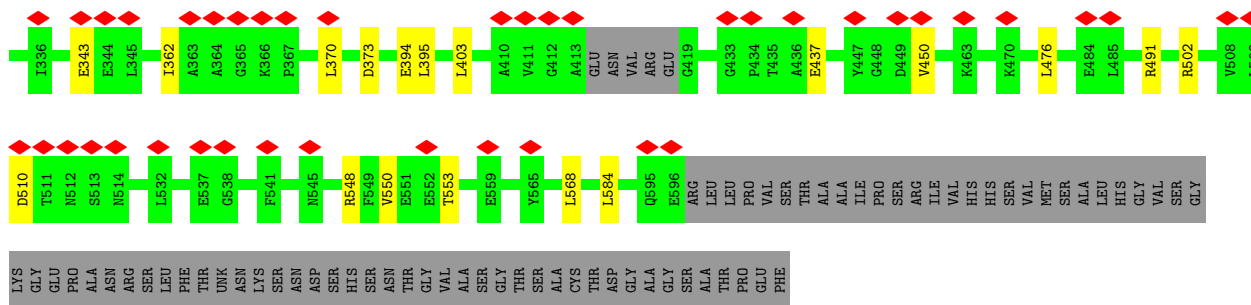 I336 E343 E344 L345 I362 A363 A364 G365 K366 P367 L370 D373 E394 L395 L403 A410 V411 G412 A413 GLU ASN VAL ARG GLU G419 G433 P434 T435 A436 E437 Y447 G448 D449 V450 K463 K470 L476 E484 L485 R491 R502 V508
D510 T511 N512 S513 N514 L532 E537 G538 F541 N545 R548 F549 V550 E551 E552 T553 E559 Y565 L568 L584 Q595 E596 ARG LEU LEU PRO VAL SER THR ALA ALA ILE PRO SER ARG ILE VAL HIS HIS SER VAL MET SER ALA LEU HIS GLY VAL SER GLY
LYS GLY GLU PRO ALA ASN ARG SER LEU PHE THR UNK ASN LYS SER ASN ASP SER HIS SER ASN THR GLY VAL ALA SER GLY THR SER ALA CYS THR ASP GLY ALA GLY SER ALA THR PRO GLU PHE